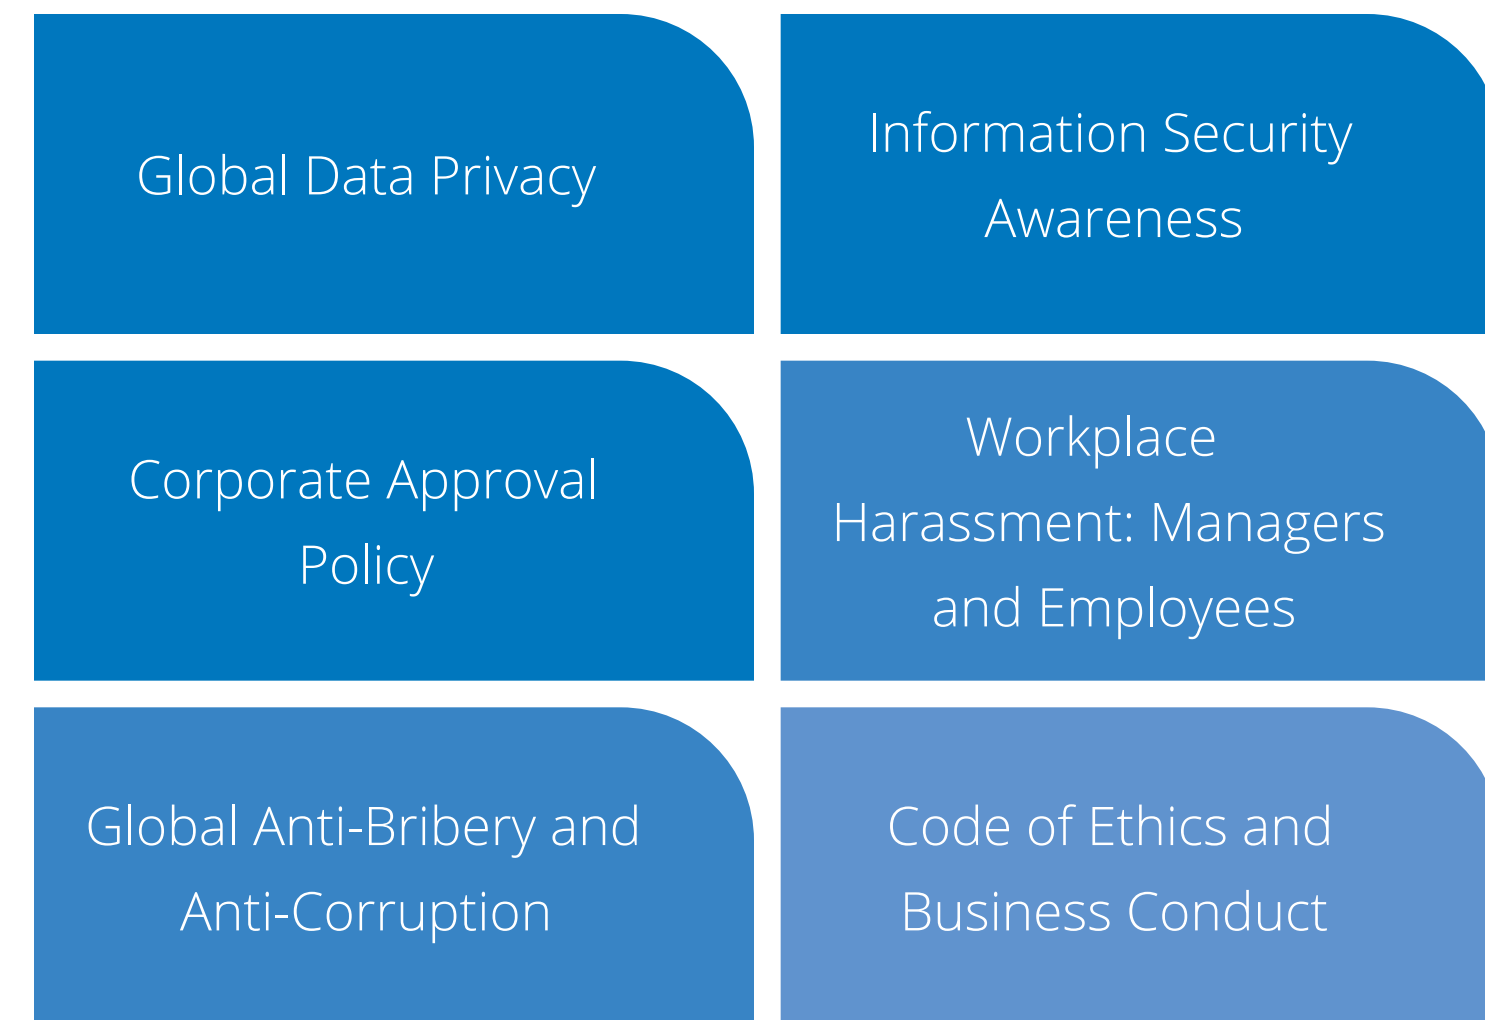 Global Data Privacy
Information Security
Awareness
Corporate Approval
Policy
Workplace
Harassment: Managers
and Employees
Global Anti-Bribery and
Anti-Corruption
Code of Ethics and
Business Conduct